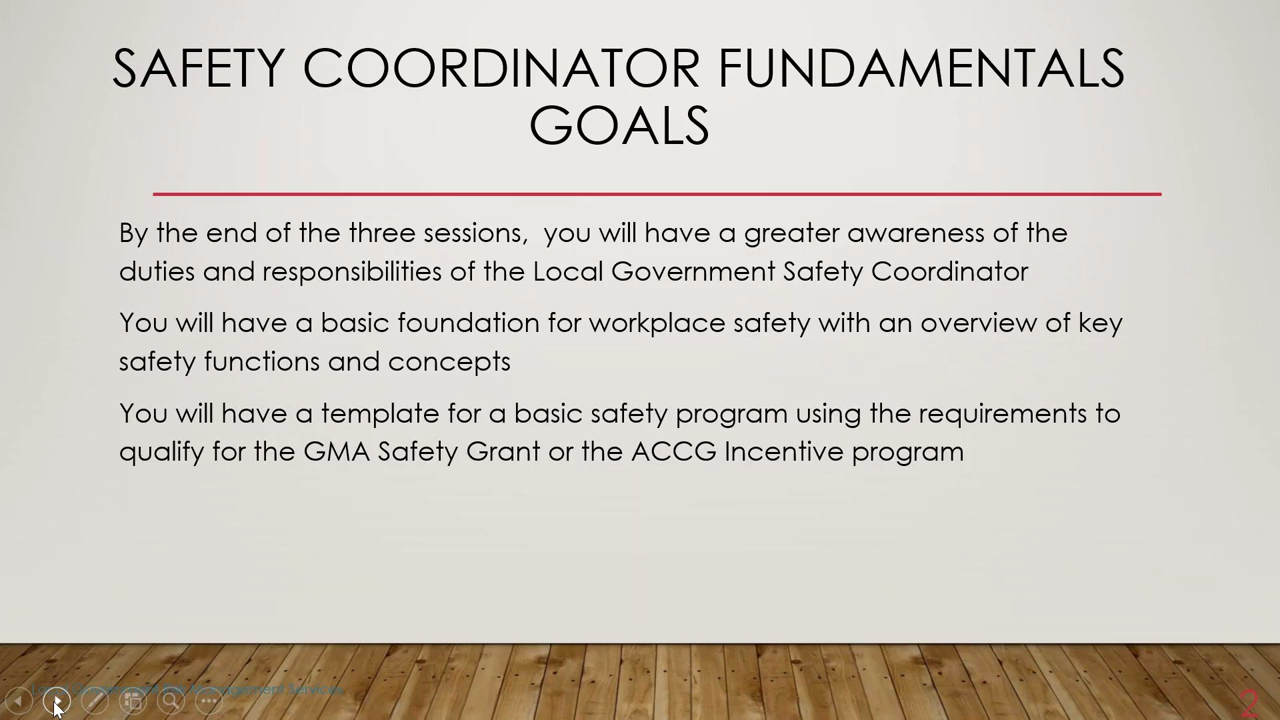 SAFETY COORDINATOR FUNDAMENTALS
GOALS
By the end of the three sessions,  you will have a greater awareness of the
duties and responsibilities of the Local Government Safety Coordinator
You will have a basic foundation for workplace safety with an overview of key
safety functions and concepts
You will have a template for a basic safety program using the requirements to
qualify for the GMA Safety Grant or the ACCG Incentive program
Management Services
2